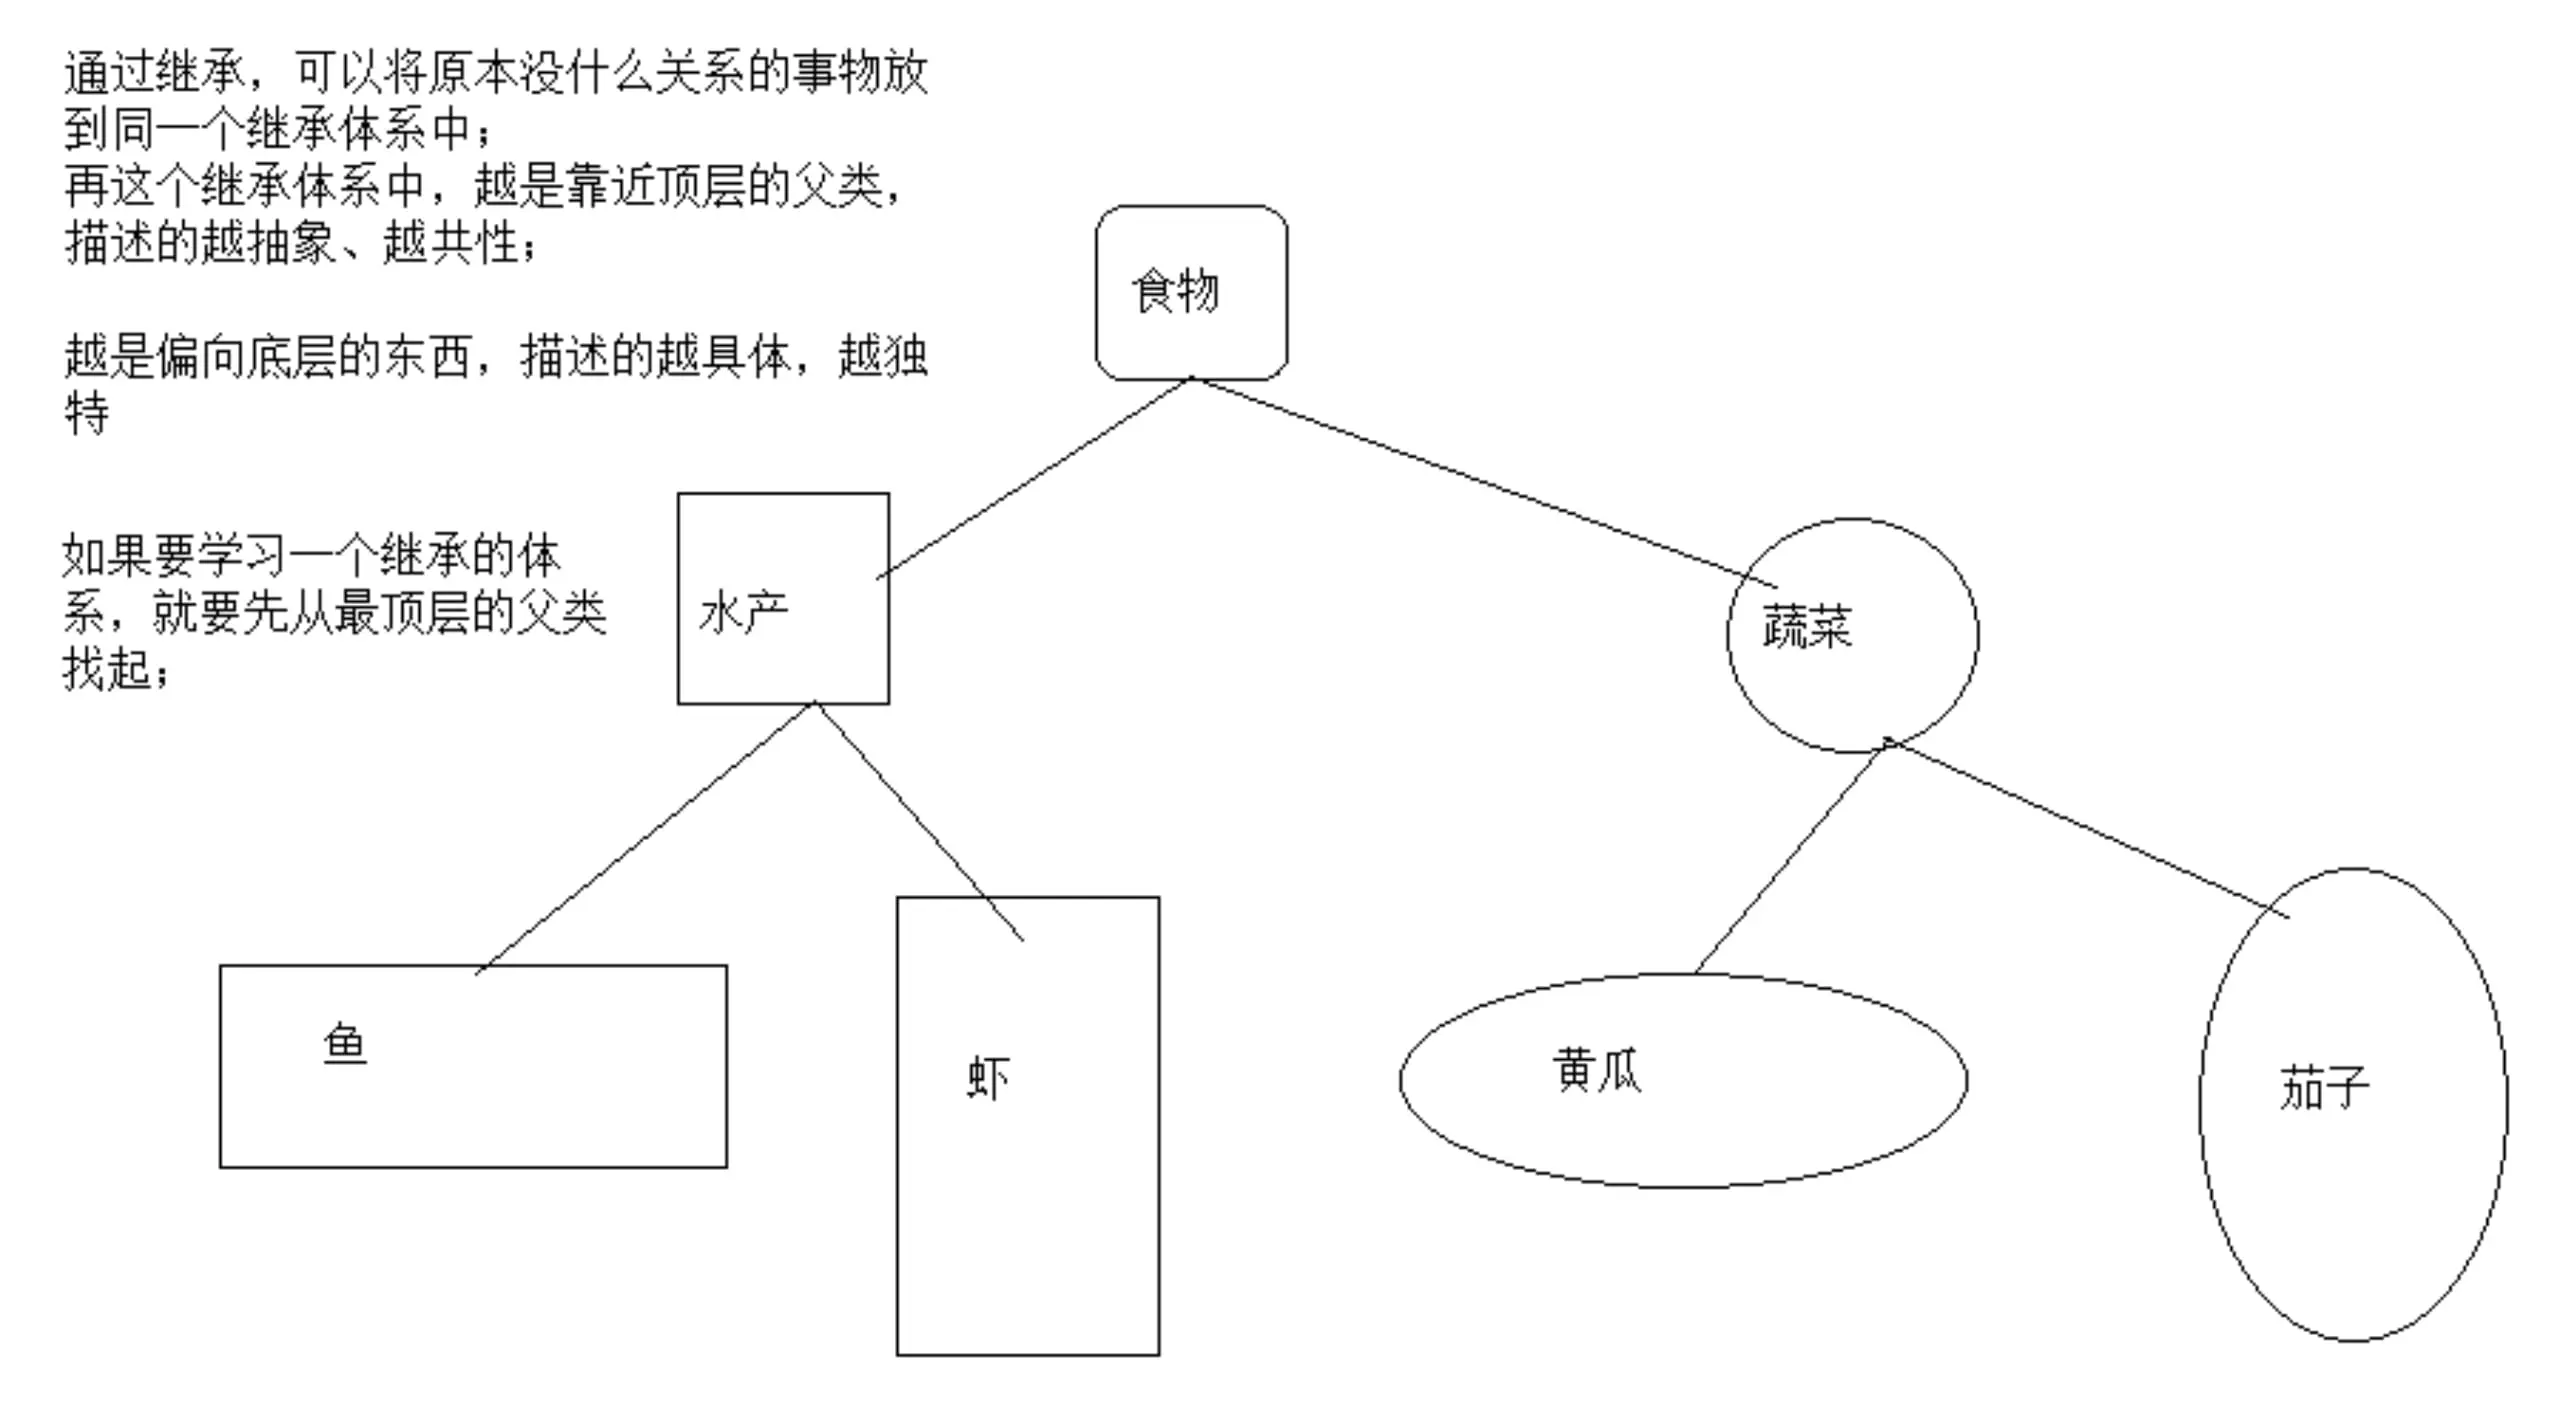 通过继承，可以将原本没什么关系的事物放
到同一个继承体系中；
再这个继承体系中，越是靠近顶层的父类，
描述的越抽象、越共性；
越是偏向底层的东西，描述的越具体，越独
特
如果要学习一个继承的体
系，就要先从最顶层的父类
找起；
食物
水产
蔬菜
鱼
虾
黄瓜
茄子